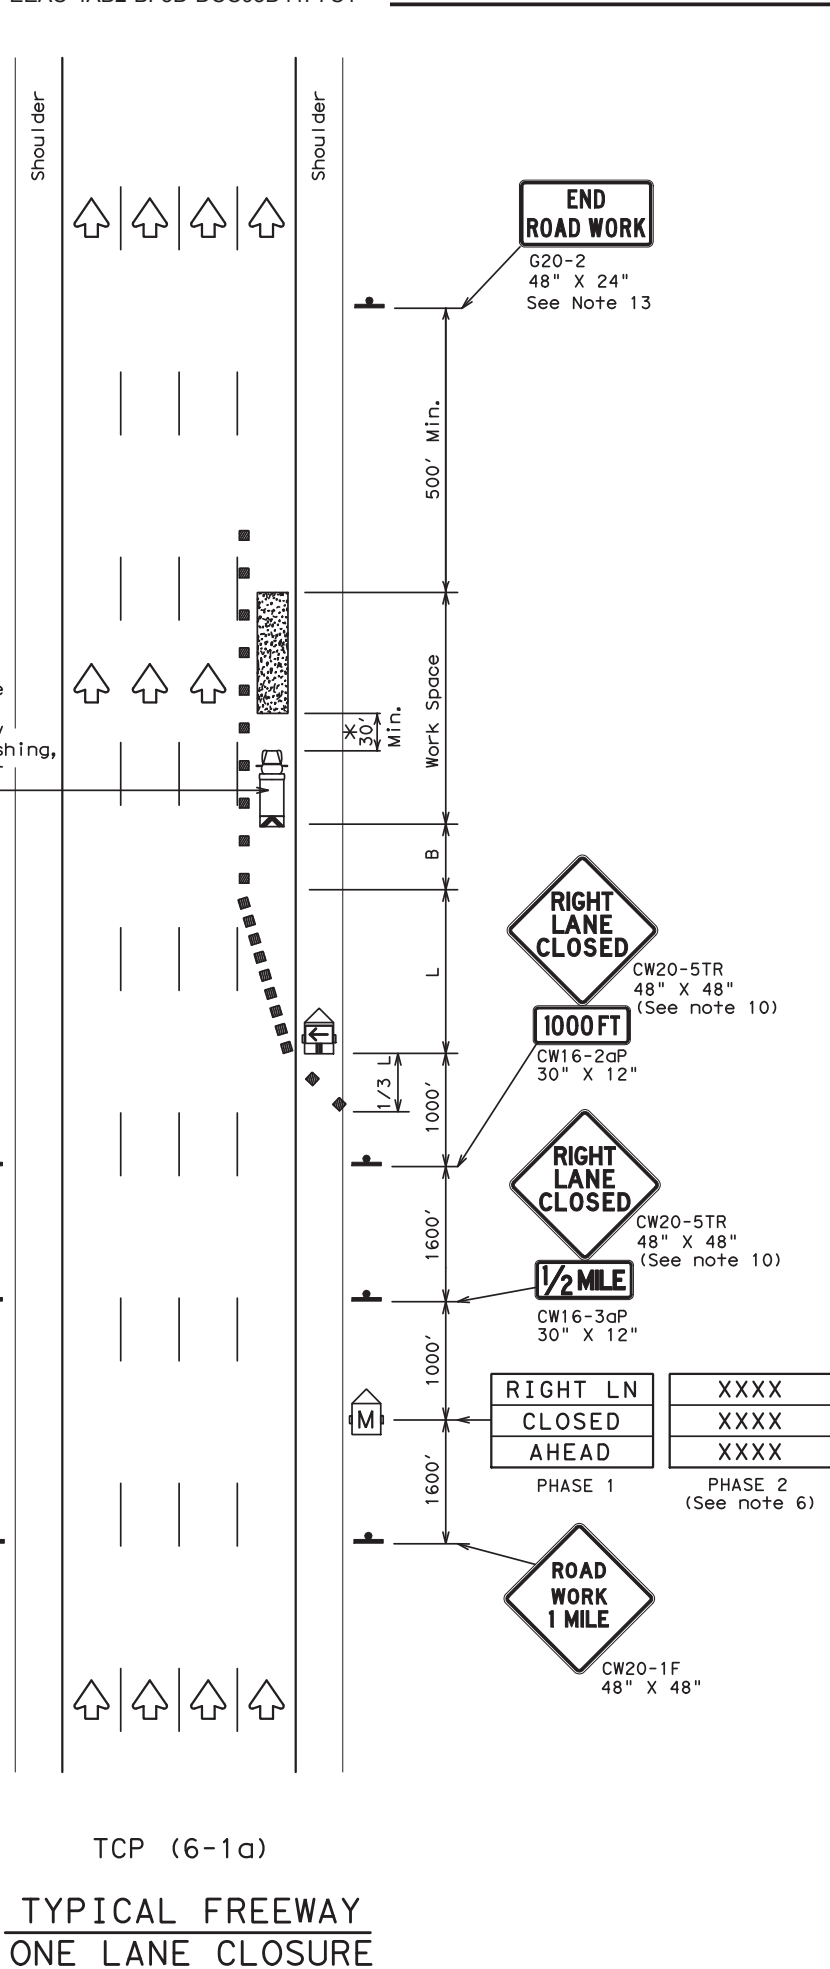 Shoulder
Shoulder
END
ROAD WORK
G20-2
48" X 24"
See Note 13
500' Min.
shing,
Work Space
*
30'
Min.
B
L
RIGHT
LANE
CLOSED
CW20-5TR
48" X 48"
(See note 10)
1000 FT
CW16-2aP
30" X 12"
1/3 L
1000'
RIGHT
LANE
CLOSED
CW20-5TR
48" X 48"
(See note 10)
1/2 MILE
CW16-3aP
30" X 12"
1600'
1000'
RIGHT LN
CLOSED
AHEAD
PHASE 1
XXXX
XXXX
XXXX
PHASE 2
(See note 6)
M
1600'
ROAD
WORK
1 MILE
CW20-1F
48" X 48"
TCP (6-1a)
TYPICAL FREEWAY
ONE LANE CLOSURE